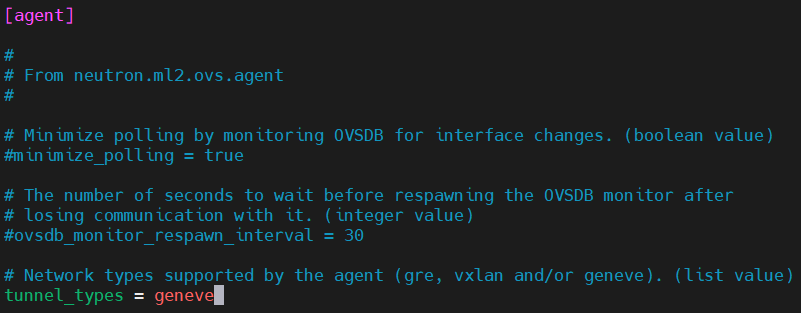 [agent]
#
# From neutron.ml2.ovs.agent
#
# Minimize polling by monitoring OVSDB for interface changes. (boolean value)
#minimize_polling = true
# The number of seconds to wait before respawning the OVSDB monitor after
# losing communication with it. (integer value)
#ovsdb_monitor_respawn_interval = 30
# Network types supported by the agent (gre, vxlan and/or geneve). (list value)
tunnel_types = geneve